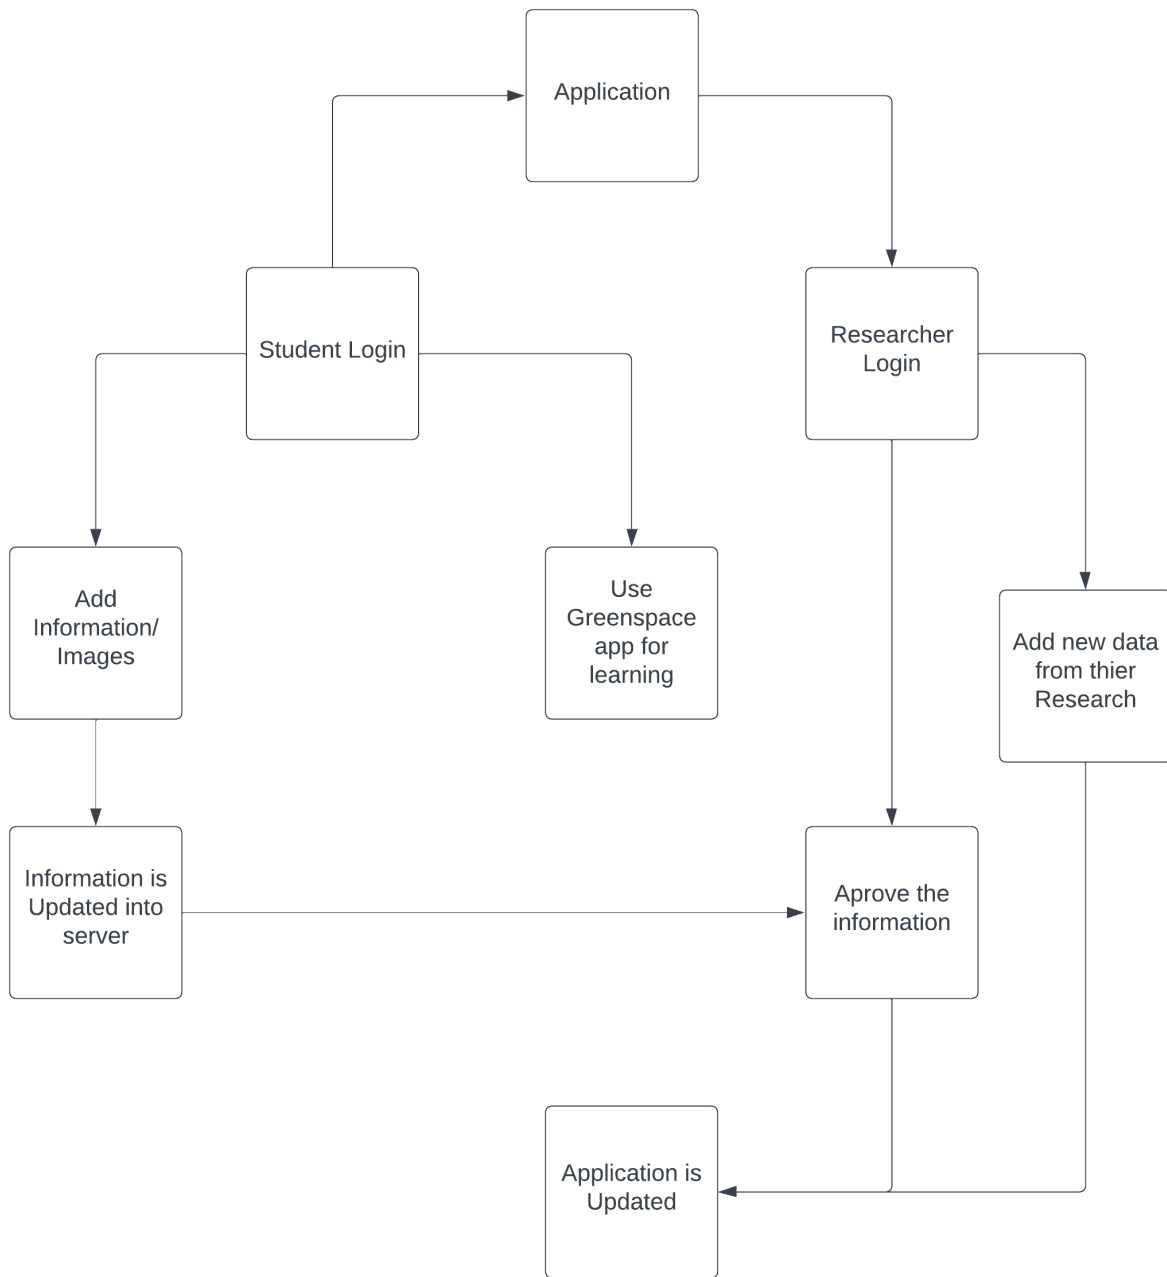 Application
Student Login
Researcher
Login
Add
Information/
Images
Use
Greenspace
app for
learning
Add new data
from thier
Research
Information is
Updated into
server
Aprove the
information
Application is
Updated